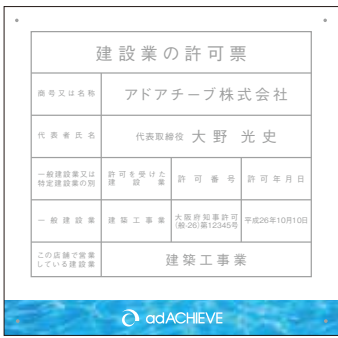 建設業の許可票
商号又は名称
アドアチーブ株式会社
代表者氏名
代表取締役 大野 光史
一般建設業又は
特定建設業の別
許可を受けた
建設業
許可番号
許可年月日
一般建設業
建築工事業
大阪府知事許可
(般-26)第12345号
平成26年10月10日
この店舗で営業
している建設業
建築工事業
adACHIEVE